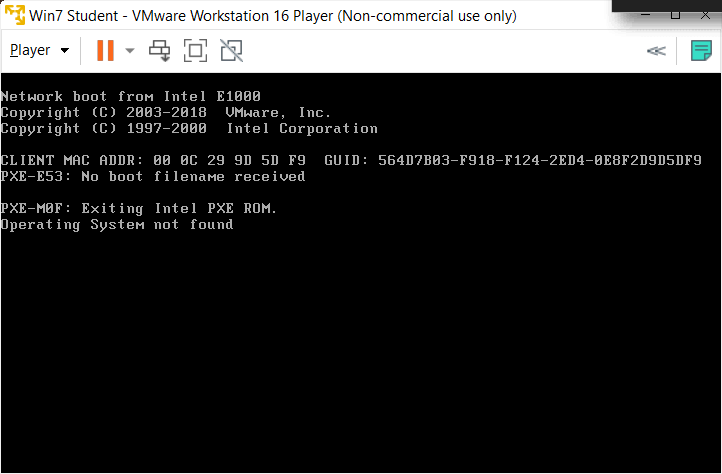 Win7 Student - VMware Workstation 16 Player (Non-commercial use only)
Player
Network boot from Intel E1000
Copyright (C) 2003-2018  VMware, Inc.
Copyright (C) 1997-2000  Intel Corporation
CLIENT MAC ADDR: 00 0C 29 9D 5D F9  GUID: 564D7B03-F918-F124-2ED4-0E8F2D9D5DF9
PXE-E53: No boot filename received
PXE-M0F: Exiting Intel PXE ROM.
Operating System not found